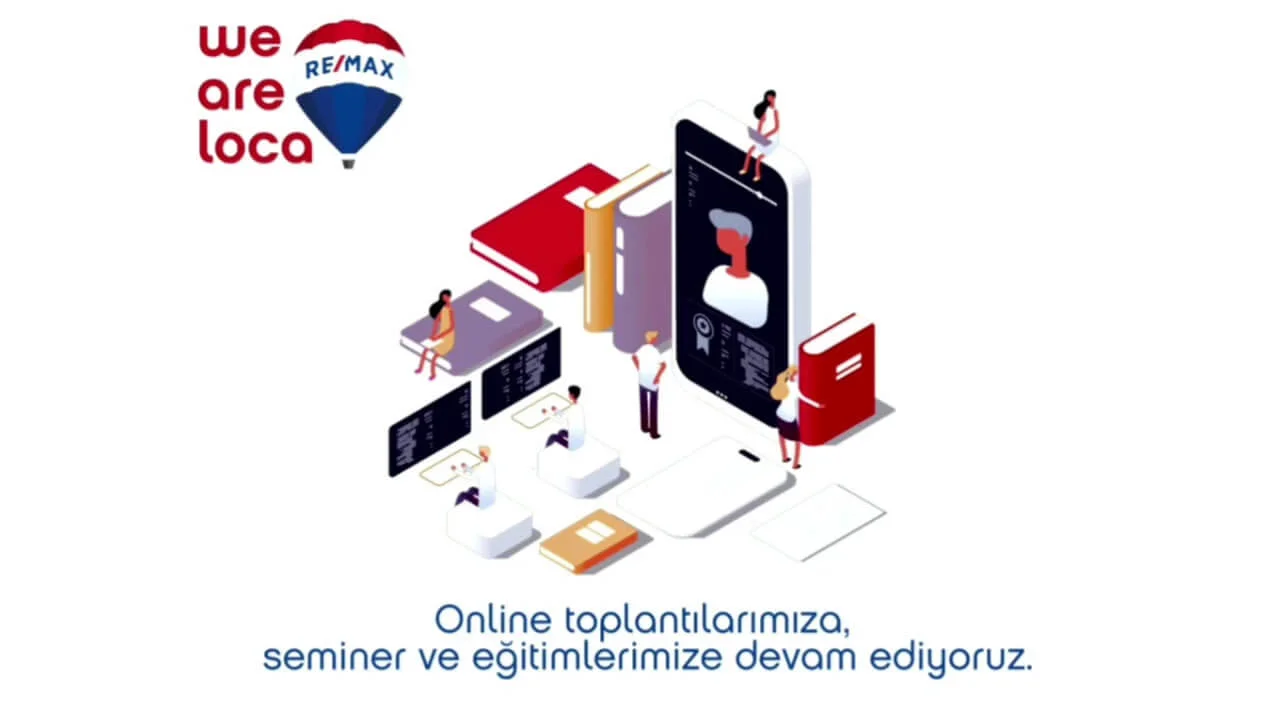 we
are
loca
RE/MAX
Online toplantılarımıza,
seminer ve eğitimlerimize devam ediyoruz.